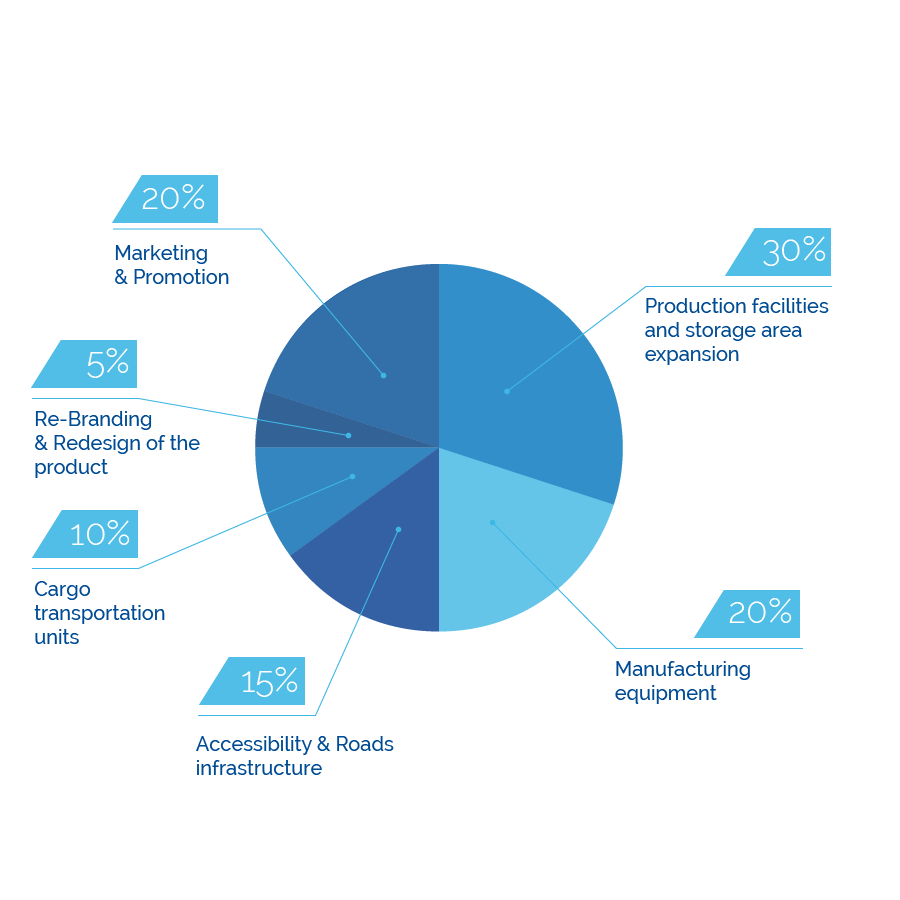 20%
Marketing
& Promotion
30%
Production facilities
and storage area
expansion
5%
Re-Branding
& Redesign of the
product
10%
Cargo
transportation
units
20%
Manufacturing
equipment
15%
Accessibility & Roads
infrastructure